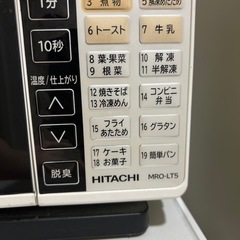 1分
3 煮物
10秒
6 トースト
7 牛乳
8 葉・果菜
9 根菜
10 解凍
11 半解凍
温度/仕上がり
12 焼きそば
13 冷凍めん
14 コンビニ
弁当
15 フライ
あたため
16 グラタン
脱臭
17 ケーキ
18 お菓子
19 簡単パン
HITACHI MRO-LT5